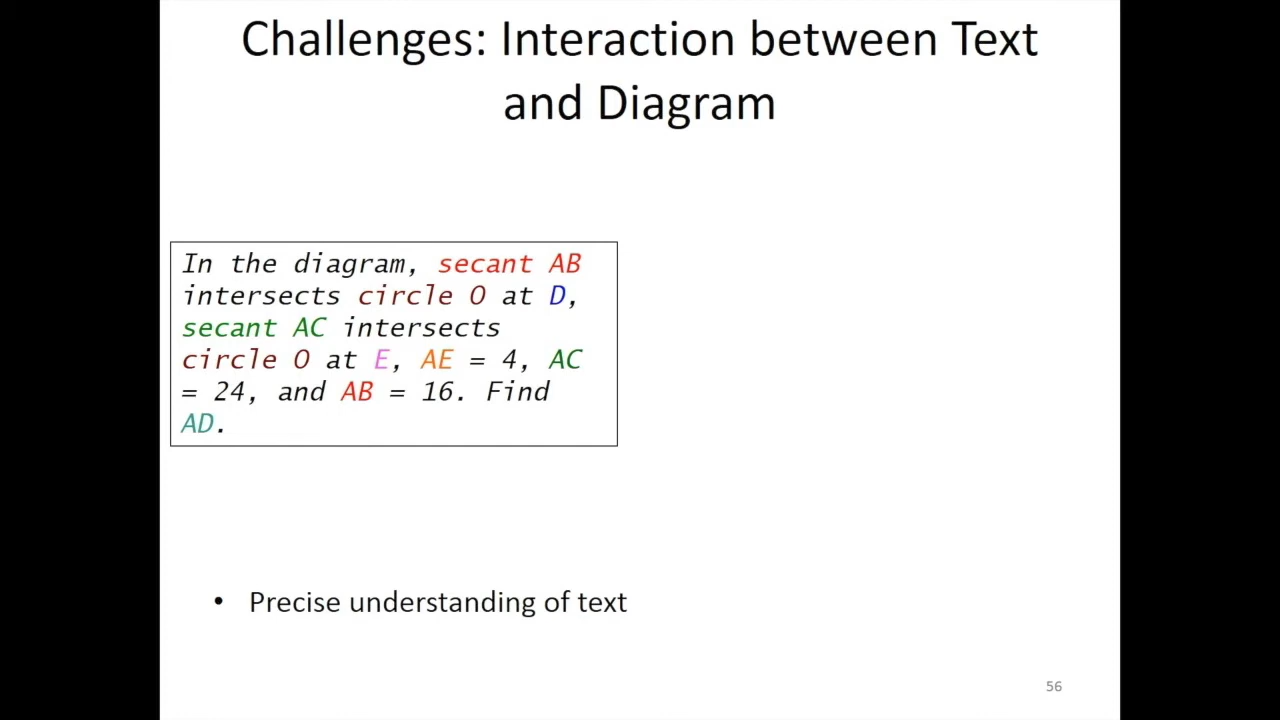 Challenges: Interaction between Text
and Diagram
In the diagram, secant AB
intersects circle O at D,
secant AC intersects
circle O at E, AE = 4, AC
= 24, and AB = 16. Find
AD.
• Precise understanding of text
56